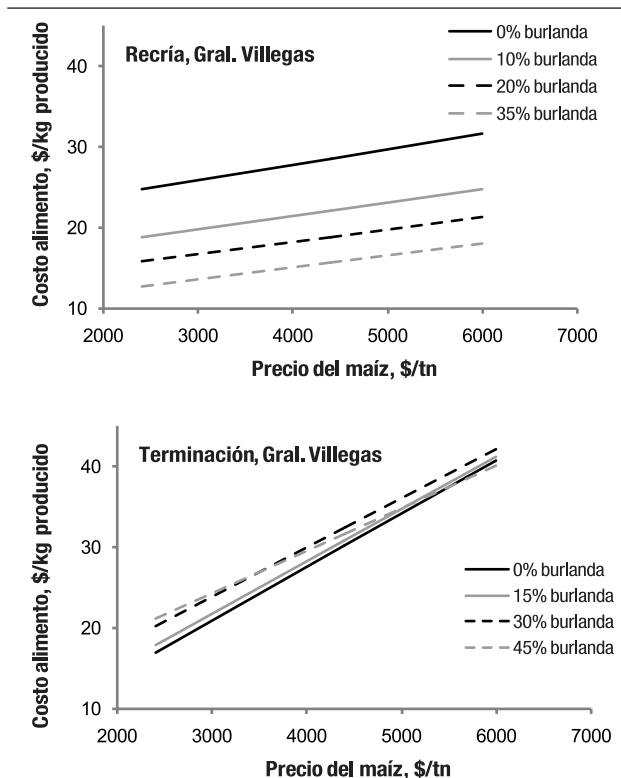 Recría, Gral. Villegas
0% burlanda
10% burlanda
20% burlanda
35% burlanda
Costo alimento, $/kg producido
40
30
20
10
2000 3000 4000 5000 6000 7000
Precio del maíz, $/tn
Terminación, Gral. Villegas
0% burlanda
15% burlanda
30% burlanda
45% burlanda
Costo alimento, $/kg producido
40
30
20
10
2000 3000 4000 5000 6000 7000
Precio del maíz, $/tn